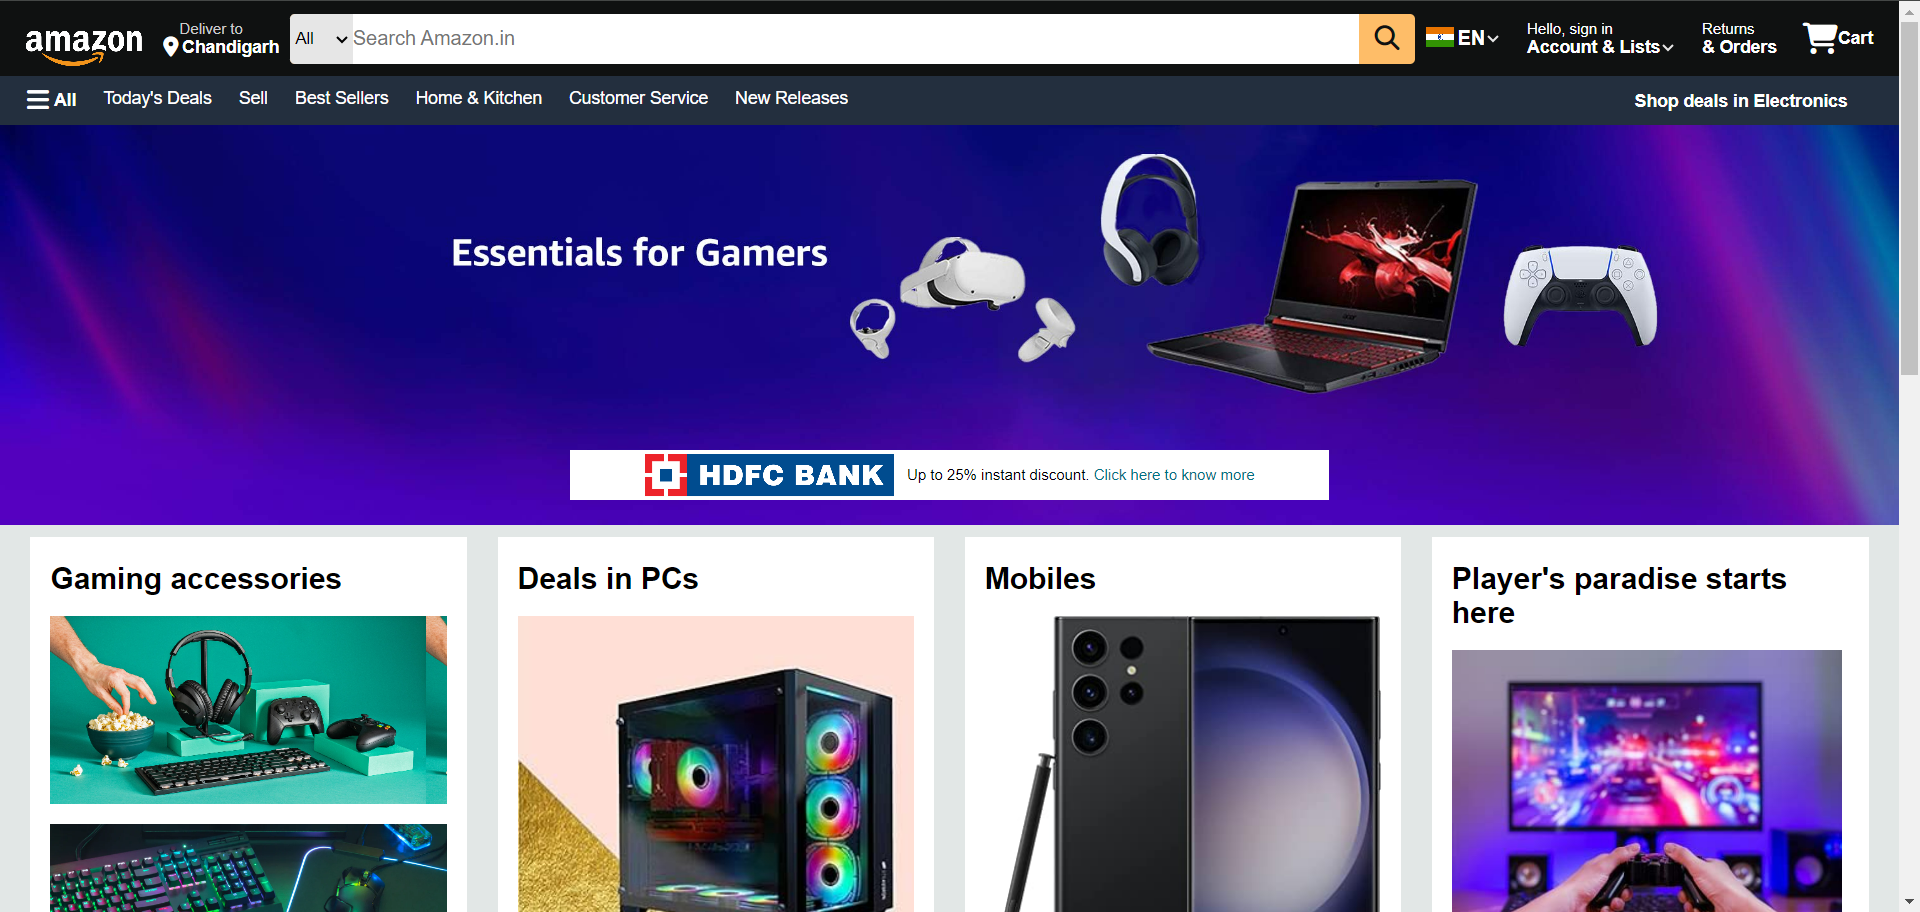 amazon
Deliver to
Chandigarh
All
Search Amazon.in
EN
Hello, sign in
Account & Lists
Returns
& Orders
Cart
All
Today's Deals
Sell
Best Sellers
Home & Kitchen
Customer Service
New Releases
Shop deals in Electronics
Essentials for Gamers
HDFC BANK
Up to 25% instant discount. Click here to know more
Gaming accessories
Deals in PCs
Mobiles
Player's paradise starts
here